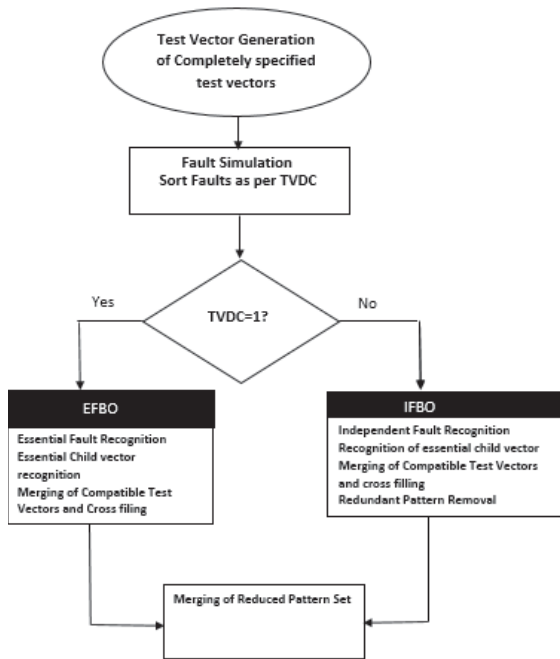 Test Vector Generation
of Completely specified
test vectors
Fault Simulation
Sort Faults as per TVDC
Yes
No
TVDC=1?
EFBO
Essential Fault Recognition
Essential Child vector
recognition
Merging of Compatible Test
Vectors and Cross filing
IFBO
Independent Fault Recognition
Recognition of essential child vector
Merging of Compatible Test Vectors
and cross filling
Redundant Pattern Removal
Merging of Reduced Pattern Set